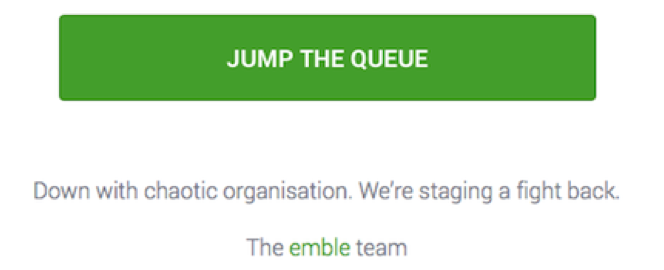 JUMP THE QUEUE
Down with chaotic organisation. We're staging a fight back.
The emble team